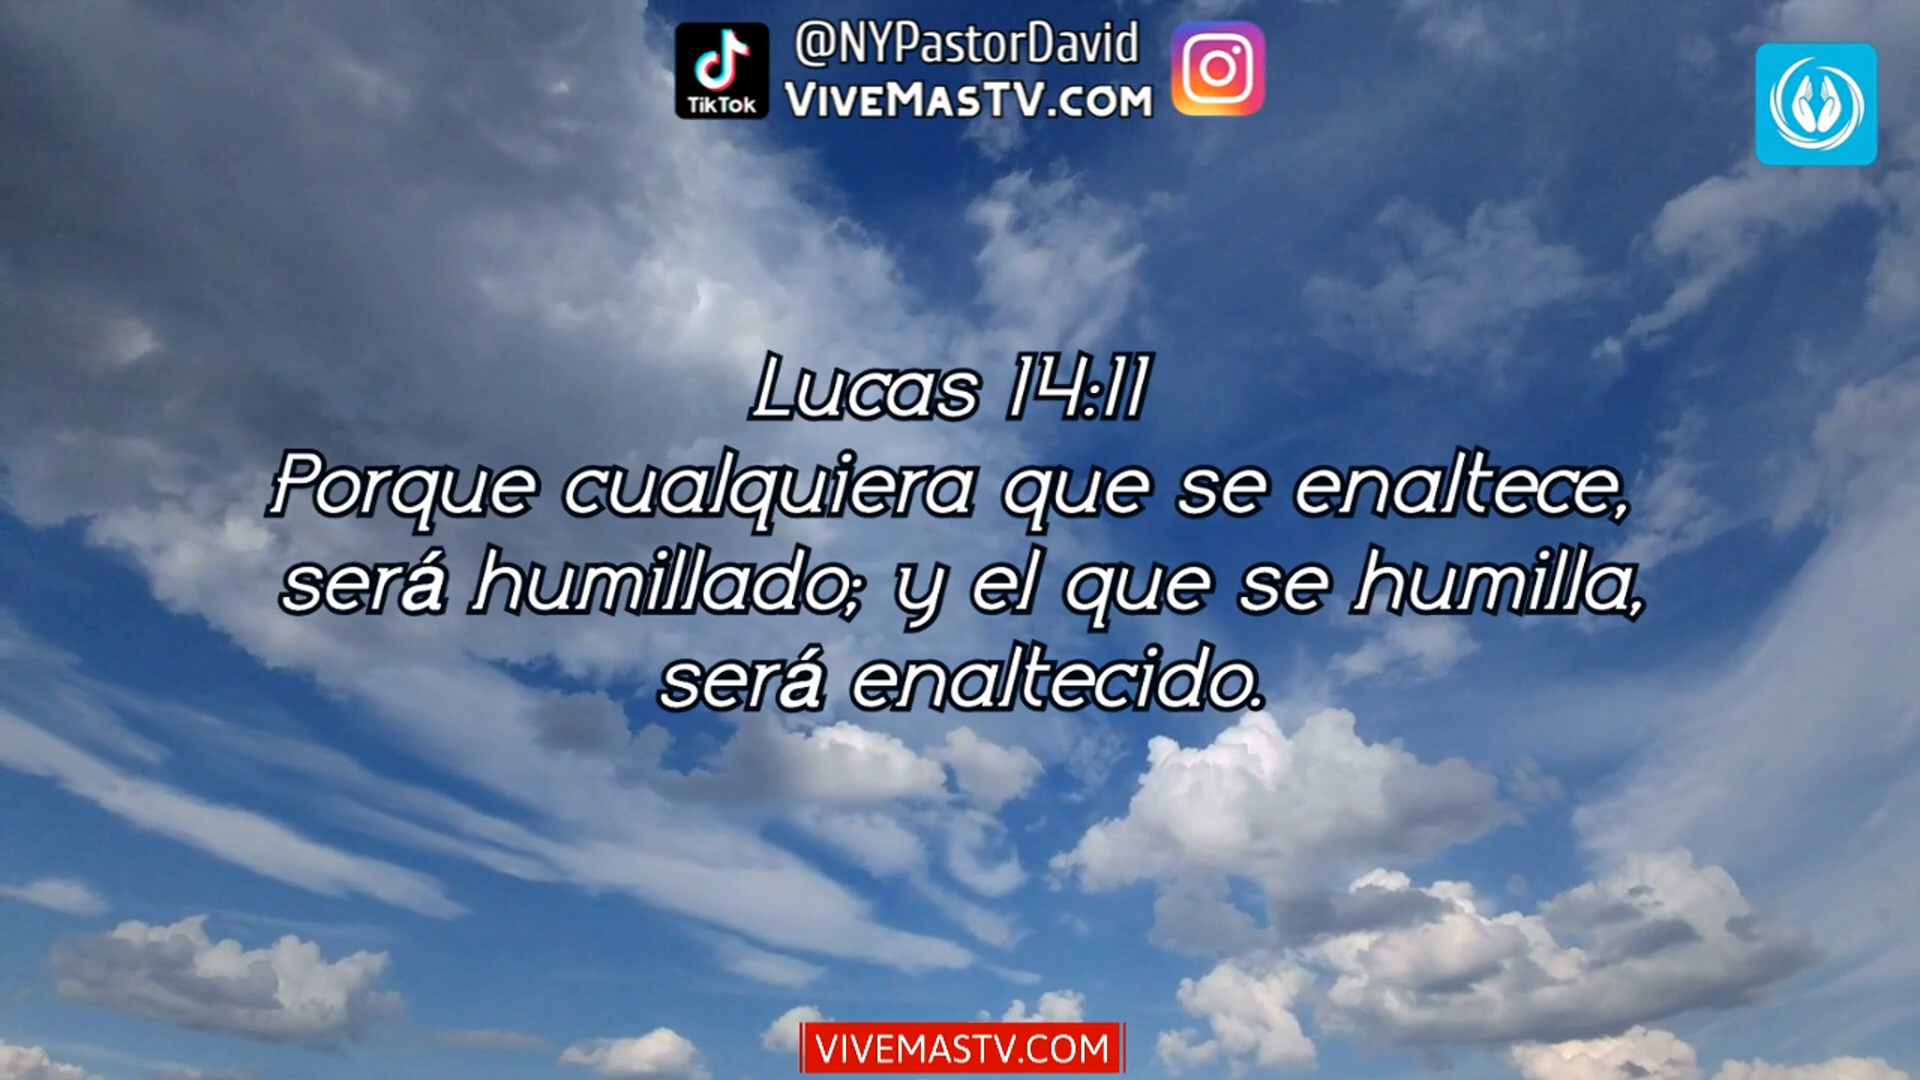 TikTok
@NYPastorDavid
VIVEMASTV.COM
Lucas 14:11
Porque cualquiera que se enaltece,
será humillado; y el que se humilla,
será enaltecido.
VIVEMASTV.COM